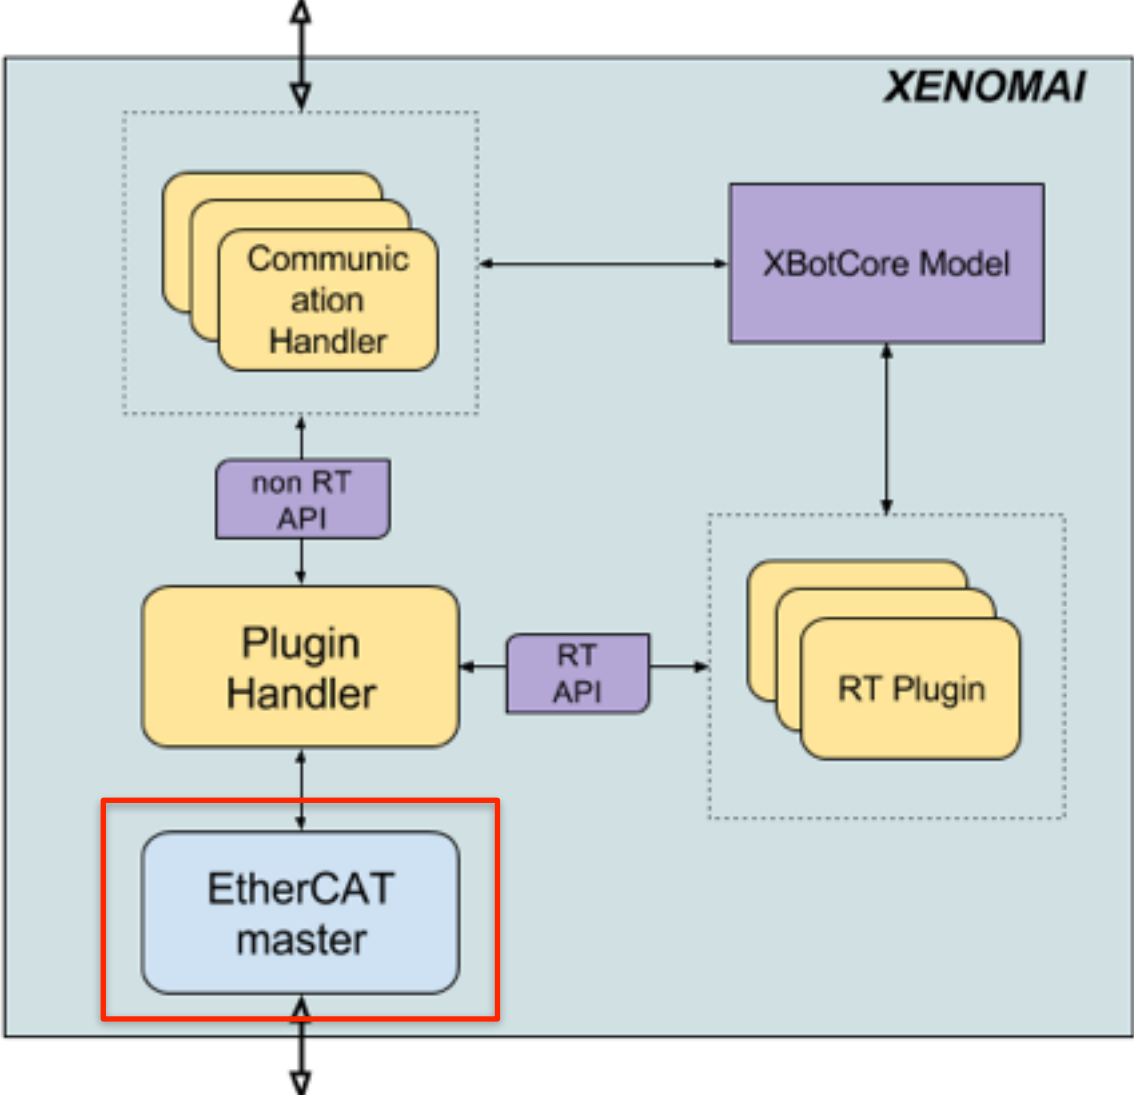 XENOMAI
Communic
ation
Handler
XBotCore Model
non RT
API
Plugin
Handler
RT
API
RT Plugin
EtherCAT
master